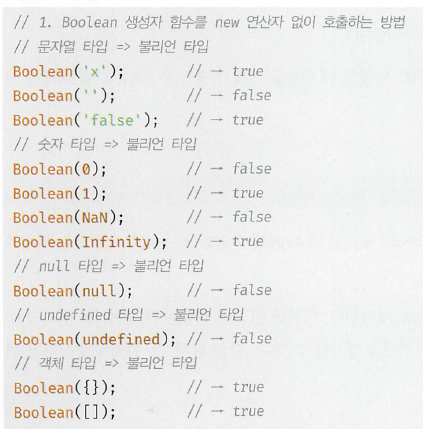 // 1. Boolean 생성자 함수를 new 연산자 없이 호출하는 방법
// 문자열 타입 => 불리언 타입
Boolean('x'); // → true
Boolean(''); // → false
Boolean('false'); // → true
// 숫자 타입 => 불리언 타입
Boolean(0); // → false
Boolean(1); // → true
Boolean(NaN); // → false
Boolean(Infinity); // → true
// null 타입 => 불리언 타입
Boolean(null); // → false
// undefined 타입 => 불리언 타입
Boolean(undefined); // → false
// 객체 타입 => 불리언 타입
Boolean({}); // → true
Boolean([]); // → true